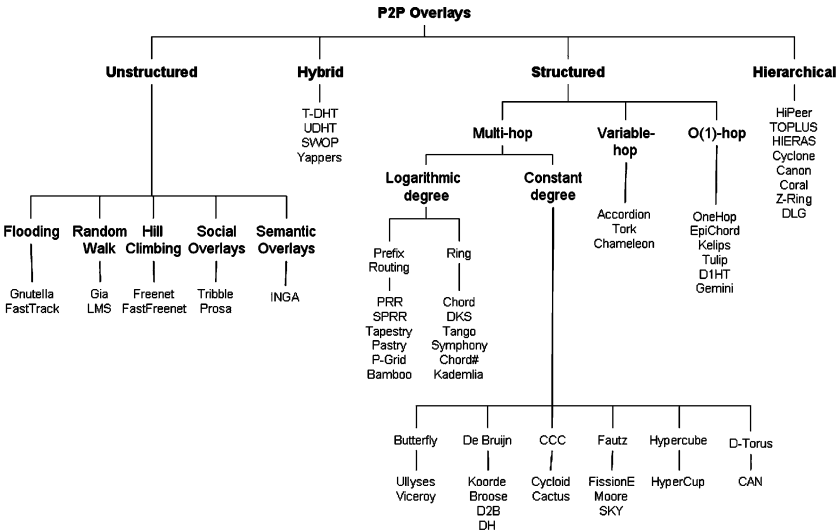 P2P Overlays
Unstructured
Hybrid
Structured
Hierarchical
T-DHT
UDHT
SWOP
Yappers
HiPeer
TOPLUS
HIERAS
Cyclone
Canon
Coral
Z-Ring
DLG
Multi-hop
Variable-
hop
O(1)-hop
Logarithmic
degree
Constant
degree
Accordion
Tork
Chameleon
OneHop
EpiChord
Kelips
Tulip
D1HT
Gemini
Flooding
Random
Walk
Hill
Climbing
Social
Overlays
Semantic
Overlays
Gnutella
FastTrack
Gia
LMS
Freenet
FastFreenet
Tribble
Prosa
INGA
Prefix
Routing
Ring
PRR
SPRR
Tapestry
Pastry
P-Grid
Bamboo
Chord
DKS
Tango
Symphony
Chord#
Kademlia
Butterfly
De Bruijn
CCC
Fautz
Hypercube
D-Torus
Ullyses
Viceroy
Koorde
Broose
D2B
DH
Cycloid
Cactus
FissionE
Moore
SKY
HyperCup
CAN